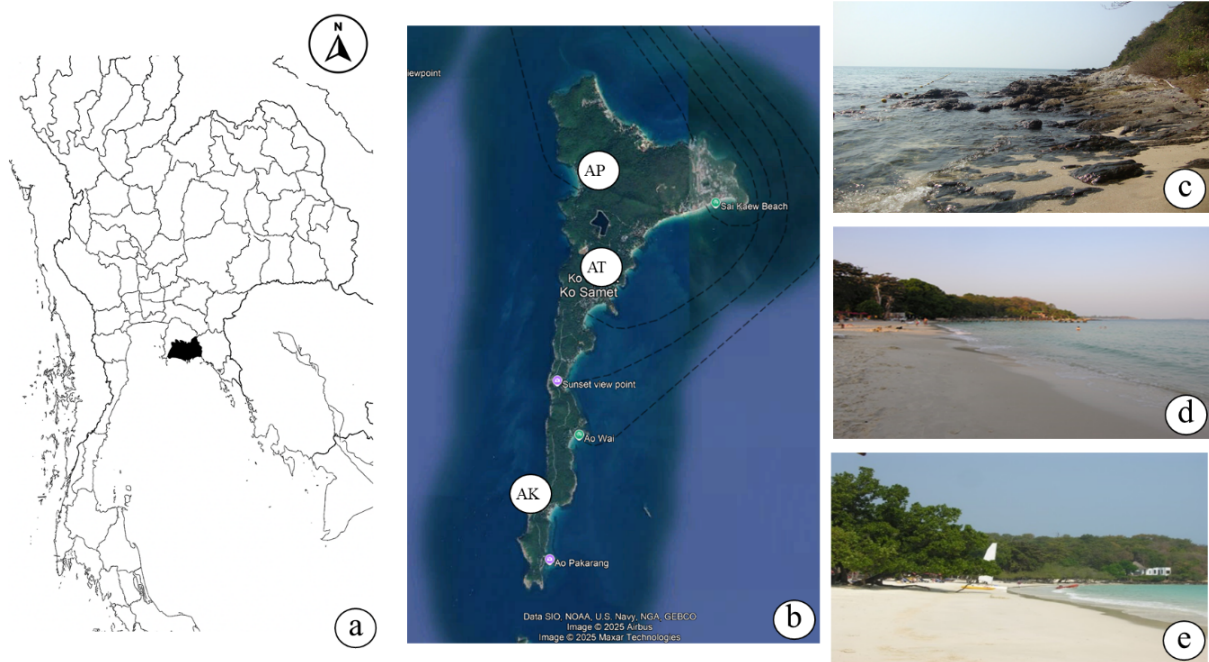 N
a
iewpoint
AP
Sai Kaew Beach
AT
Ko
Ko Samet
Sunset view point
Ao Wai
AK
Ao Pakarang
Data SIO, NOAA, U.S. Navy, NGA, GEBCO
Image © 2025 Airbus
Image © 2025 Maxar Technologies
b
c
d
e